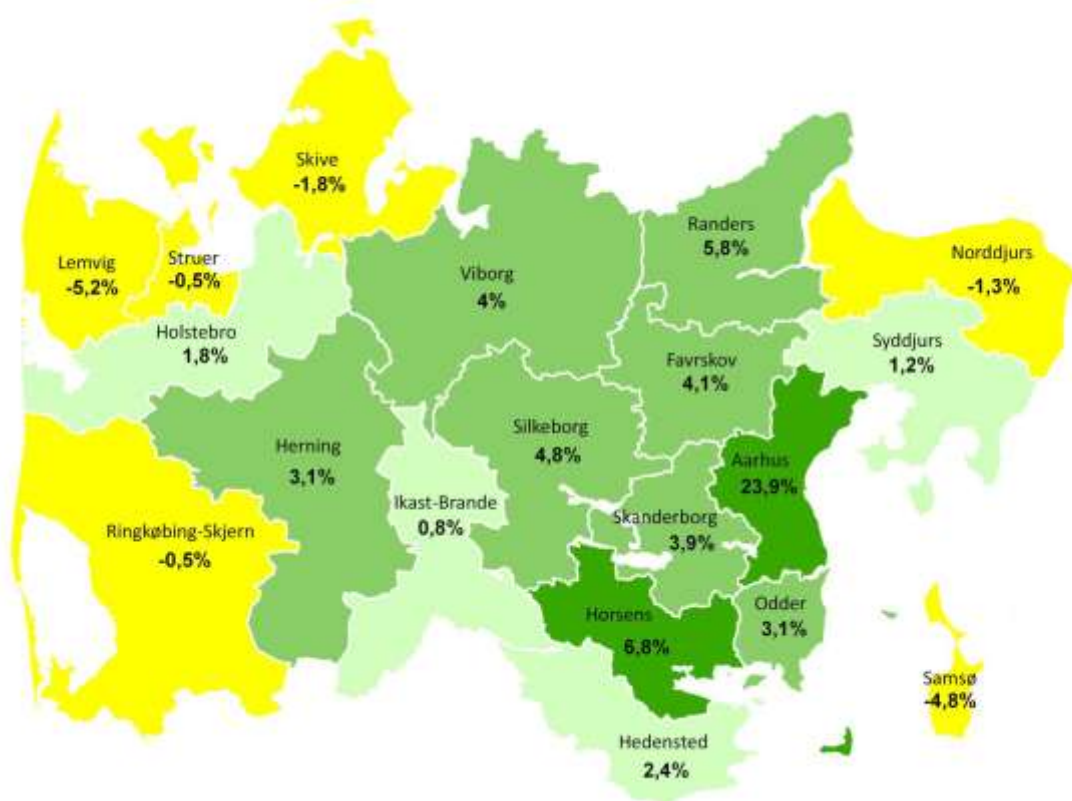 Skive
-1,8%
Randers
5,8%
Lemvig
-5,2%
Struer
-0,5%
Viborg
4%
Norddjurs
-1,3%
Holstebro
1,8%
Syddjurs
1,2%
Favrskov
4,1%
Herning
3,1%
Silkeborg
4,8%
Aarhus
23,9%
Ikast-Brande
0,8%
Skanderborg
3,9%
Ringkøbing-Skjern
-0,5%
Horsens
6,8%
Odder
3,1%
Samsø
-4,8%
Hedensted
2,4%